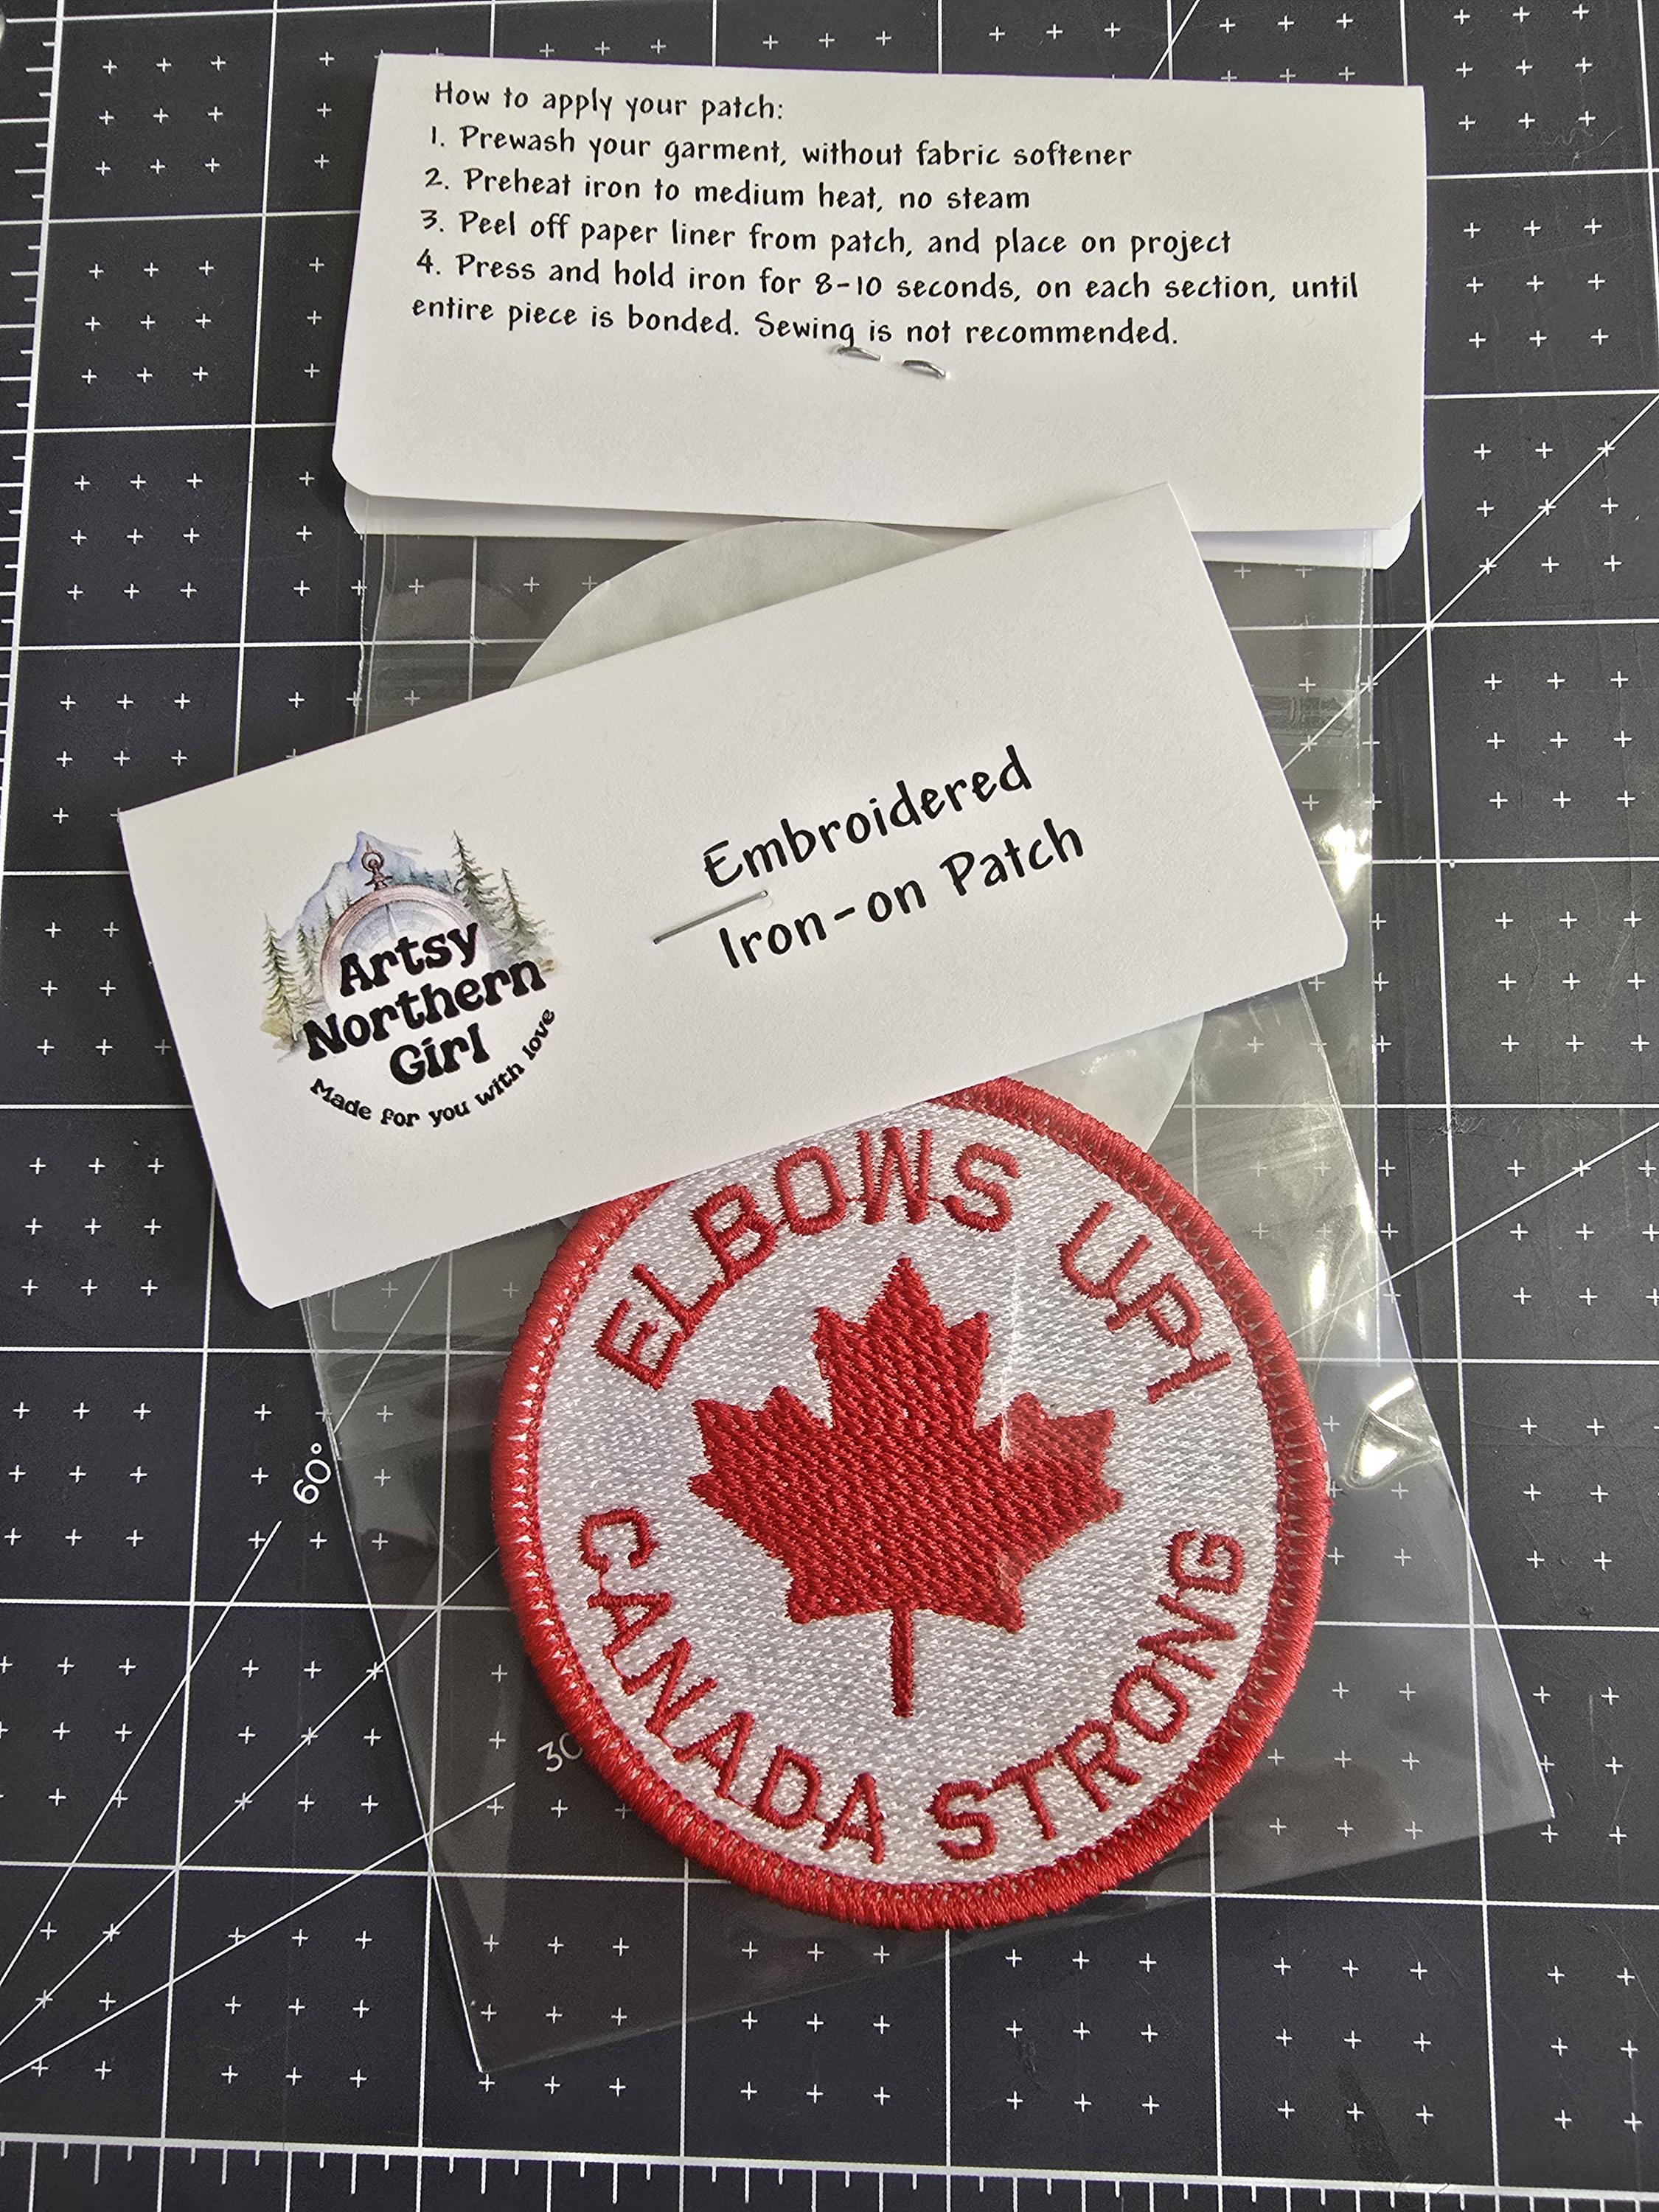 How to apply your patch:
1. Prewash your garment, without fabric softener
2. Preheat iron to medium heat, no steam
3. Peel off paper liner from patch, and place on project
4. Press and hold iron for 8-10 seconds, on each section, until
entire piece is bonded. Sewing is not recommended.
Embroidered
Iron-on Patch
Artsy
Northern
Girl
Made for you with love
ELBOWS UP!
CANADA STRONG
60°
30